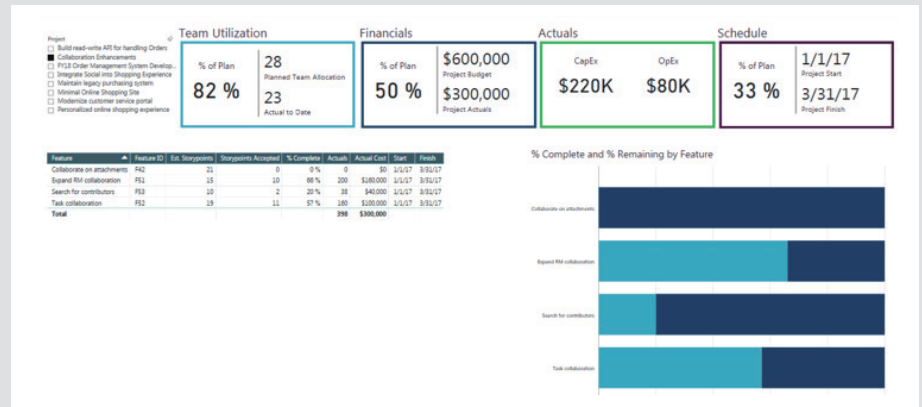 Project
Build read-write API for handling Orders
Collaboration Enhancements
FY18 Order Management System Develop...
Integrate Social into Shopping Experience
Maintain legacy purchasing system
Minimal Online Shopping Site
Modernize customer service portal
Personalized online shopping experience
Team Utilization
% of Plan
82 %
28
Planned Team Allocation
23
Actual to Date
Financials
% of Plan
50 %
$600,000
Project Budget
$300,000
Project Actuals
Actuals
CapEx
$220K
OpEx
$80K
Schedule
% of Plan
33 %
1/1/17
Project Start
3/31/17
Project Finish
Feature Feature ID Est. Storypoints Storypoints Accepted % Complete Actuals Actual Cost Start Finish
Collaborate on attachments F42 21 0 0 % 0 $0 1/1/17 3/31/17
Expand RM collaboration F51 15 10 66 % 200 $160,000 1/1/17 3/31/17
Search for contributors F53 10 2 20 % 38 $40,000 1/1/17 3/31/17
Task collaboration F52 19 11 57 % 160 $100,000 1/1/17 3/31/17
Total 398 $300,000
% Complete and % Remaining by Feature
Collaborate on attachments
Expand RM collaboration
Search for contributors
Task collaboration